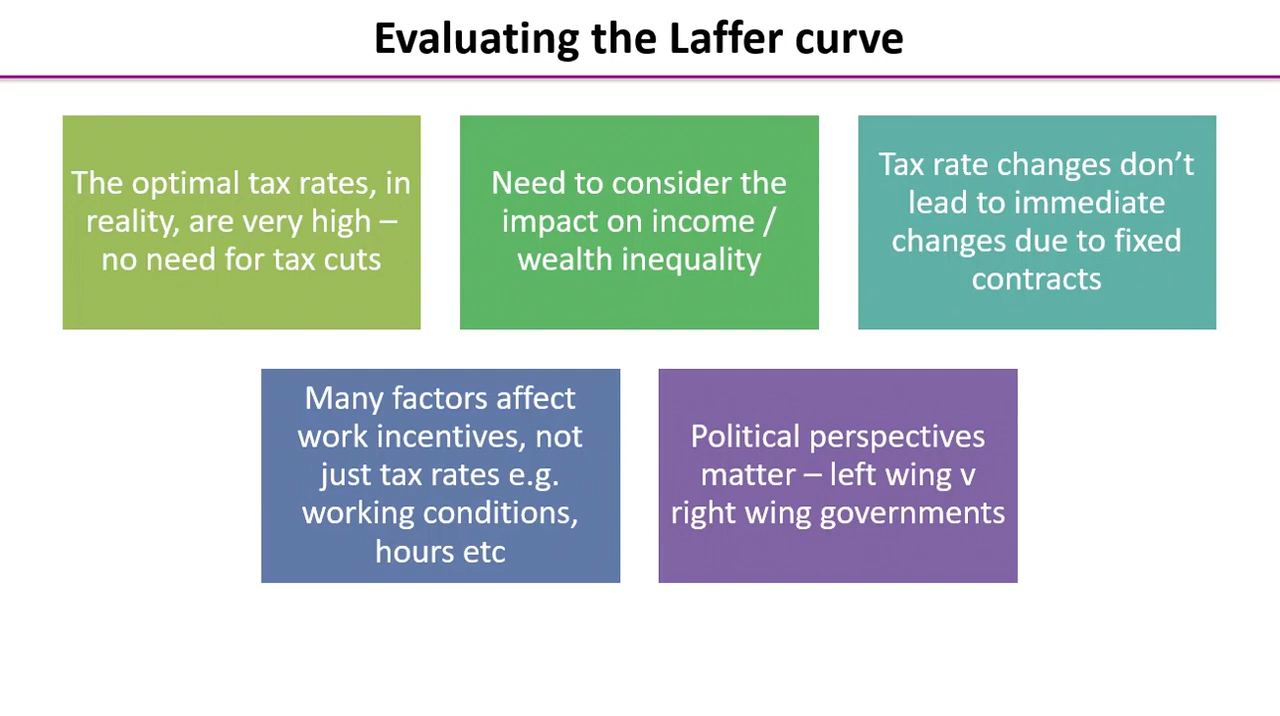 Evaluating the Laffer curve
The optimal tax rates, in
reality, are very high –
no need for tax cuts
Need to consider the
impact on income /
wealth inequality
Tax rate changes don’t
lead to immediate
changes due to fixed
contracts
Many factors affect
work incentives, not
just tax rates e.g.
working conditions,
hours etc
Political perspectives
matter – left wing v
right wing governments